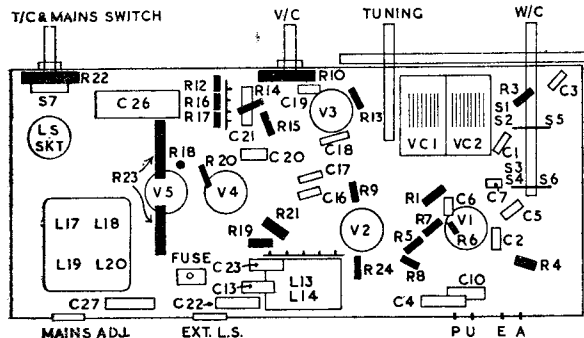 T/C & MAINS SWITCH V/C TUNING W/C
R22 R12 R14 R10 R3 C3
S7 C26 R16 C19 S1
R17 V3 R13 S2 S5
L.S. SKT C21 R15 VC1 VC2 C1
C18
R18 C20 S3
R23 R20 C17 S4 S6
V5 V4 C16 R9 R1 C6 C7
L17 L18 R21 V2 R7 V1 C5
R19 R5 R6 C2
L19 L20 FUSE C23 L13 R24 R8 R4
C13 L14 C10
C27 C22 C4
MAINS ADJ. EXT. L.S. P U E A